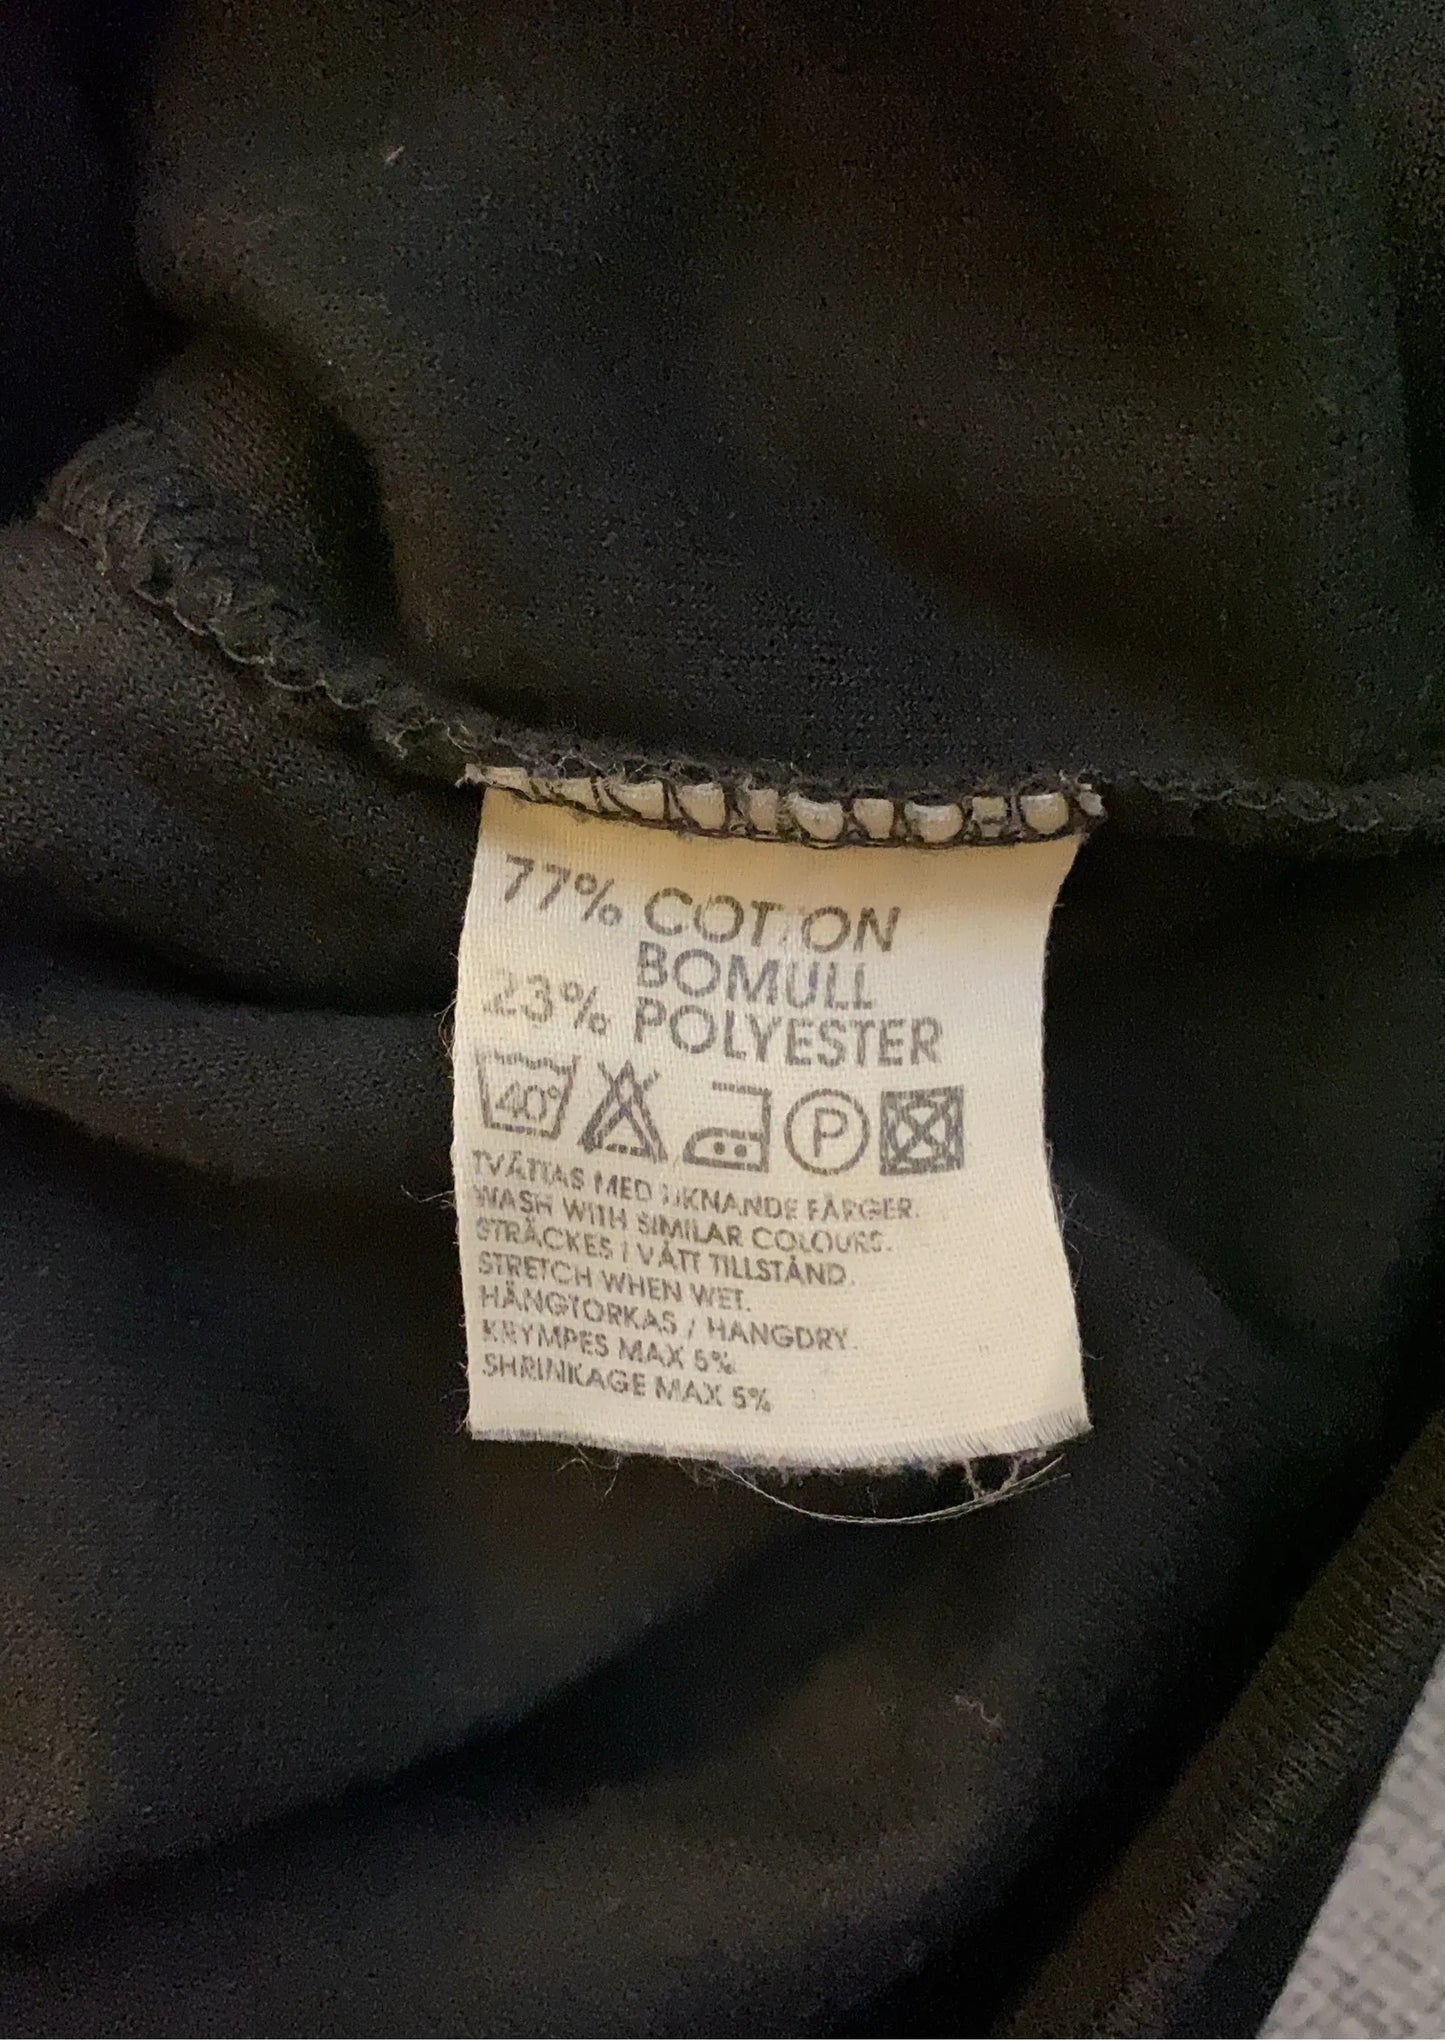 77% COTTON
BOMULL
23% POLYESTER
40° P
TVÄTTAS MED LIKNANDE FÄRGER.
WASH WITH SIMILAR COLOURS.
STRÄCKES I VÅTT TILLSTÅND.
STRETCH WHEN WET.
HÄNGTORKAS / HANGDRY.
KRYMPES MAX 5%
SHRINKAGE MAX 5%